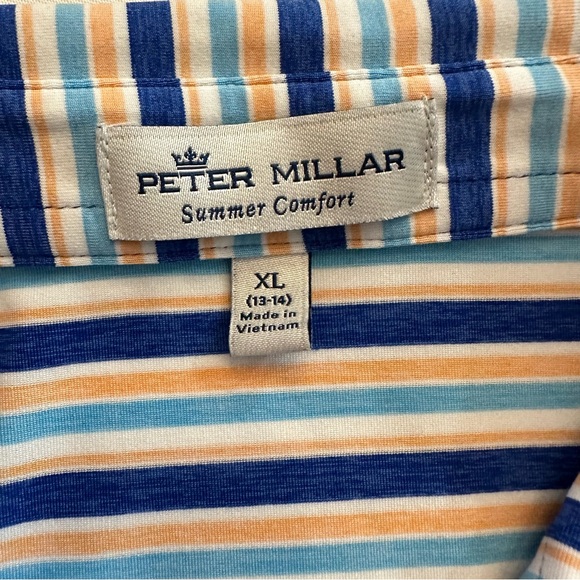 PETER MILLAR
Summer Comfort
XL
(13-14)
Made in
Vietnam